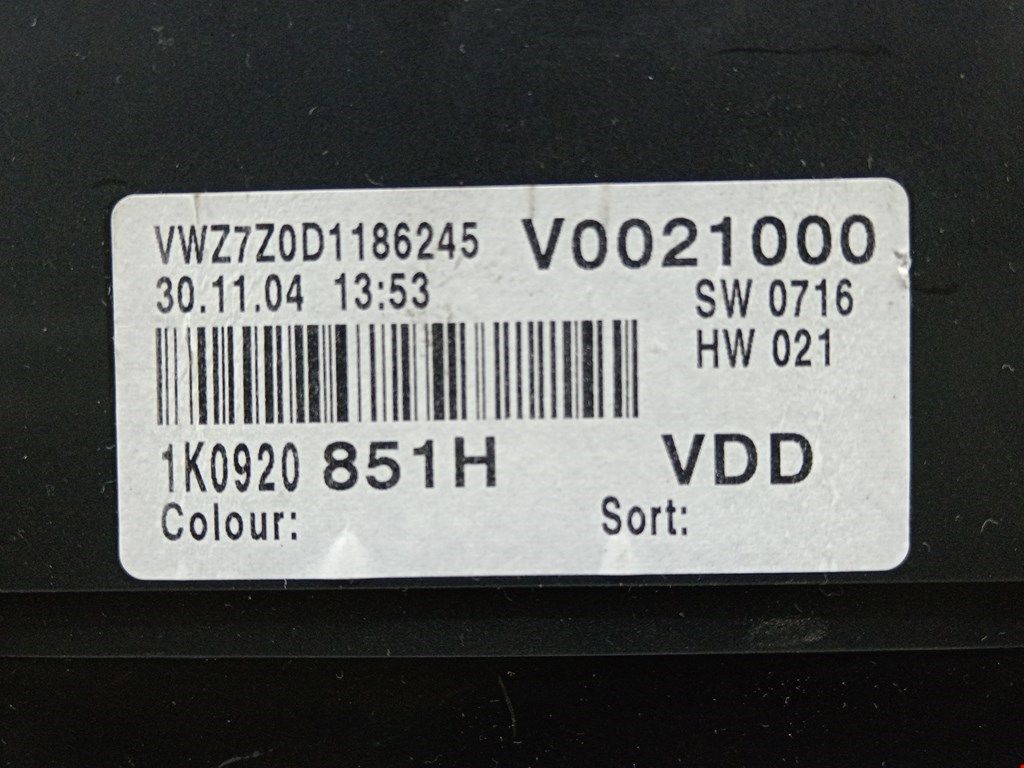 VWZ7Z0D1186245 V0021000
30.11.04 13:53 SW 0716
HW 021
1K0920 851H VDD
Colour: Sort: